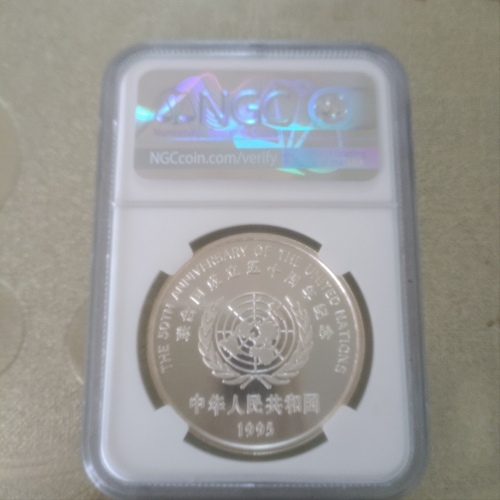 NGC
NGCcoin.com/verify
THE 50TH ANNIVERSARY OF THE UNITED NATIONS
联合国成立五十周年纪念
中华人民共和国
1995